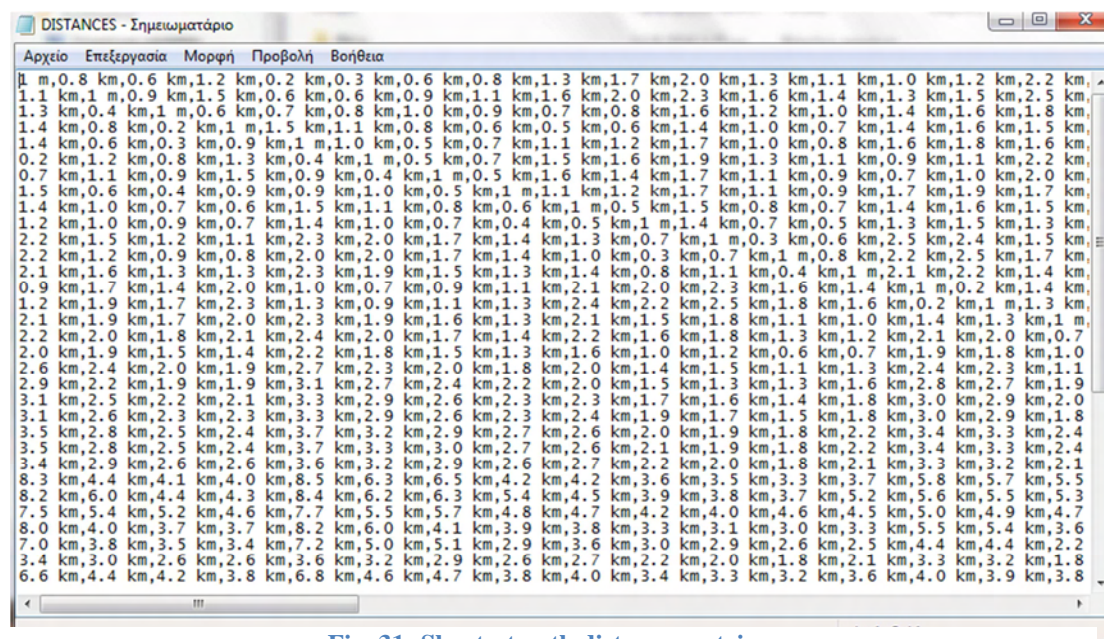 DISTANCES - Σημειωματάριο
Αρχείο Επεξεργασία Μορφή Προβολή Βοήθεια
1 m,0.8 km,0.6 km,1.2 km,0.2 km,0.3 km,0.6 km,0.8 km,1.3 km,1.7 km,2.0 km,1.3 km,1.1 km,1.0 km,1.2 km,2.2 km,
1.1 km,1 m,0.9 km,1.5 km,0.6 km,0.6 km,0.9 km,1.1 km,1.6 km,2.0 km,2.3 km,1.6 km,1.4 km,1.3 km,1.5 km,2.5 km,
1.3 km,0.4 km,1 m,0.6 km,0.7 km,0.8 km,1.0 km,0.9 km,0.7 km,0.8 km,1.6 km,1.2 km,1.0 km,1.4 km,1.6 km,1.8 km,
1.4 km,0.8 km,0.2 km,1 m,1.5 km,1.1 km,0.8 km,0.6 km,0.5 km,0.6 km,1.4 km,1.0 km,0.7 km,1.4 km,1.6 km,1.5 km,
1.4 km,0.6 km,0.3 km,0.9 km,1 m,1.0 km,0.5 km,0.7 km,1.1 km,1.2 km,1.7 km,1.0 km,0.8 km,1.6 km,1.8 km,1.6 km,
0.2 km,1.2 km,0.8 km,1.3 km,0.4 km,1 m,0.5 km,0.7 km,1.5 km,1.6 km,1.9 km,1.3 km,1.1 km,0.9 km,1.1 km,2.2 km,
0.7 km,1.1 km,0.9 km,1.5 km,0.9 km,0.4 km,1 m,0.5 km,1.6 km,1.4 km,1.7 km,1.1 km,0.9 km,0.7 km,1.0 km,2.0 km,
1.5 km,0.6 km,0.4 km,0.9 km,0.9 km,1.0 km,0.5 km,1 m,1.1 km,1.2 km,1.7 km,1.1 km,0.9 km,1.7 km,1.9 km,1.7 km,
1.4 km,1.0 km,0.7 km,0.6 km,1.5 km,1.1 km,0.8 km,0.6 km,1 m,0.5 km,1.5 km,0.8 km,0.7 km,1.4 km,1.6 km,1.5 km,
1.2 km,1.0 km,0.9 km,0.7 km,1.4 km,1.0 km,0.7 km,0.4 km,0.5 km,1 m,1.4 km,0.7 km,0.5 km,1.3 km,1.5 km,1.3 km,
2.2 km,1.5 km,1.2 km,1.1 km,2.3 km,2.0 km,1.7 km,1.4 km,1.3 km,0.7 km,1 m,0.3 km,0.6 km,2.5 km,2.4 km,1.5 km,
2.2 km,1.2 km,0.9 km,0.8 km,2.0 km,2.0 km,1.7 km,1.4 km,1.0 km,0.3 km,0.7 km,1 m,0.8 km,2.2 km,2.5 km,1.7 km,
2.1 km,1.6 km,1.3 km,1.3 km,2.3 km,1.9 km,1.5 km,1.3 km,1.4 km,0.8 km,1.1 km,0.4 km,1 m,2.1 km,2.2 km,1.4 km,
0.9 km,1.7 km,1.4 km,2.0 km,1.0 km,0.7 km,0.9 km,1.1 km,2.1 km,2.0 km,2.3 km,1.6 km,1.4 km,1 m,0.2 km,1.4 km,
1.2 km,1.9 km,1.7 km,2.3 km,1.3 km,0.9 km,1.1 km,1.3 km,2.4 km,2.2 km,2.5 km,1.8 km,1.6 km,0.2 km,1 m,1.3 km,
2.1 km,1.9 km,1.7 km,2.0 km,2.3 km,1.9 km,1.6 km,1.3 km,2.1 km,1.5 km,1.8 km,1.1 km,1.0 km,1.4 km,1.3 km,1 m,
2.2 km,2.0 km,1.8 km,2.1 km,2.4 km,2.0 km,1.7 km,1.4 km,2.2 km,1.6 km,1.8 km,1.3 km,1.2 km,2.1 km,2.0 km,0.7
2.0 km,1.9 km,1.5 km,1.4 km,2.2 km,1.8 km,1.5 km,1.3 km,1.6 km,1.0 km,1.2 km,0.6 km,0.7 km,1.9 km,1.8 km,1.0
2.6 km,2.4 km,2.0 km,1.9 km,2.7 km,2.3 km,2.0 km,1.8 km,2.0 km,1.4 km,1.5 km,1.1 km,1.3 km,2.4 km,2.3 km,1.1
2.9 km,2.2 km,1.9 km,1.9 km,3.1 km,2.7 km,2.4 km,2.2 km,2.0 km,1.5 km,1.3 km,1.3 km,1.6 km,2.8 km,2.7 km,1.9
3.1 km,2.5 km,2.2 km,2.1 km,3.3 km,2.9 km,2.6 km,2.3 km,2.3 km,1.7 km,1.6 km,1.4 km,1.8 km,3.0 km,2.9 km,2.0
3.1 km,2.6 km,2.3 km,2.3 km,3.3 km,2.9 km,2.6 km,2.3 km,2.4 km,1.9 km,1.7 km,1.5 km,1.8 km,3.0 km,2.9 km,1.8
3.5 km,2.8 km,2.5 km,2.4 km,3.7 km,3.2 km,2.9 km,2.7 km,2.6 km,2.0 km,1.9 km,1.8 km,2.2 km,3.4 km,3.3 km,2.4
3.5 km,2.8 km,2.5 km,2.4 km,3.7 km,3.3 km,3.0 km,2.7 km,2.6 km,2.1 km,1.9 km,1.8 km,2.2 km,3.4 km,3.3 km,2.4
3.4 km,2.9 km,2.6 km,2.6 km,3.6 km,3.2 km,2.9 km,2.6 km,2.7 km,2.2 km,2.0 km,1.8 km,2.1 km,3.3 km,3.2 km,2.1
8.3 km,4.4 km,4.1 km,4.0 km,8.5 km,6.3 km,6.5 km,4.2 km,4.2 km,3.6 km,3.5 km,3.3 km,3.7 km,5.8 km,5.7 km,5.5
8.2 km,6.0 km,4.4 km,4.3 km,8.4 km,6.2 km,6.3 km,5.4 km,4.5 km,3.9 km,3.8 km,3.7 km,5.2 km,5.6 km,5.5 km,5.3
7.5 km,5.4 km,5.2 km,4.6 km,7.7 km,5.5 km,5.7 km,4.8 km,4.7 km,4.2 km,4.0 km,4.6 km,4.5 km,5.0 km,4.9 km,4.7
8.0 km,4.0 km,3.7 km,3.7 km,8.2 km,6.0 km,4.1 km,3.9 km,3.8 km,3.3 km,3.1 km,3.0 km,3.3 km,5.5 km,5.4 km,3.6
7.0 km,3.8 km,3.5 km,3.4 km,7.2 km,5.0 km,5.1 km,2.9 km,3.6 km,3.0 km,2.9 km,2.6 km,2.5 km,4.4 km,4.4 km,2.2
3.4 km,3.0 km,2.6 km,2.6 km,3.6 km,3.2 km,2.9 km,2.6 km,2.7 km,2.2 km,2.0 km,1.8 km,2.1 km,3.3 km,3.2 km,1.8
6.6 km,4.4 km,4.2 km,3.8 km,6.8 km,4.6 km,4.7 km,3.8 km,4.0 km,3.4 km,3.3 km,3.2 km,3.6 km,4.0 km,3.9 km,3.8